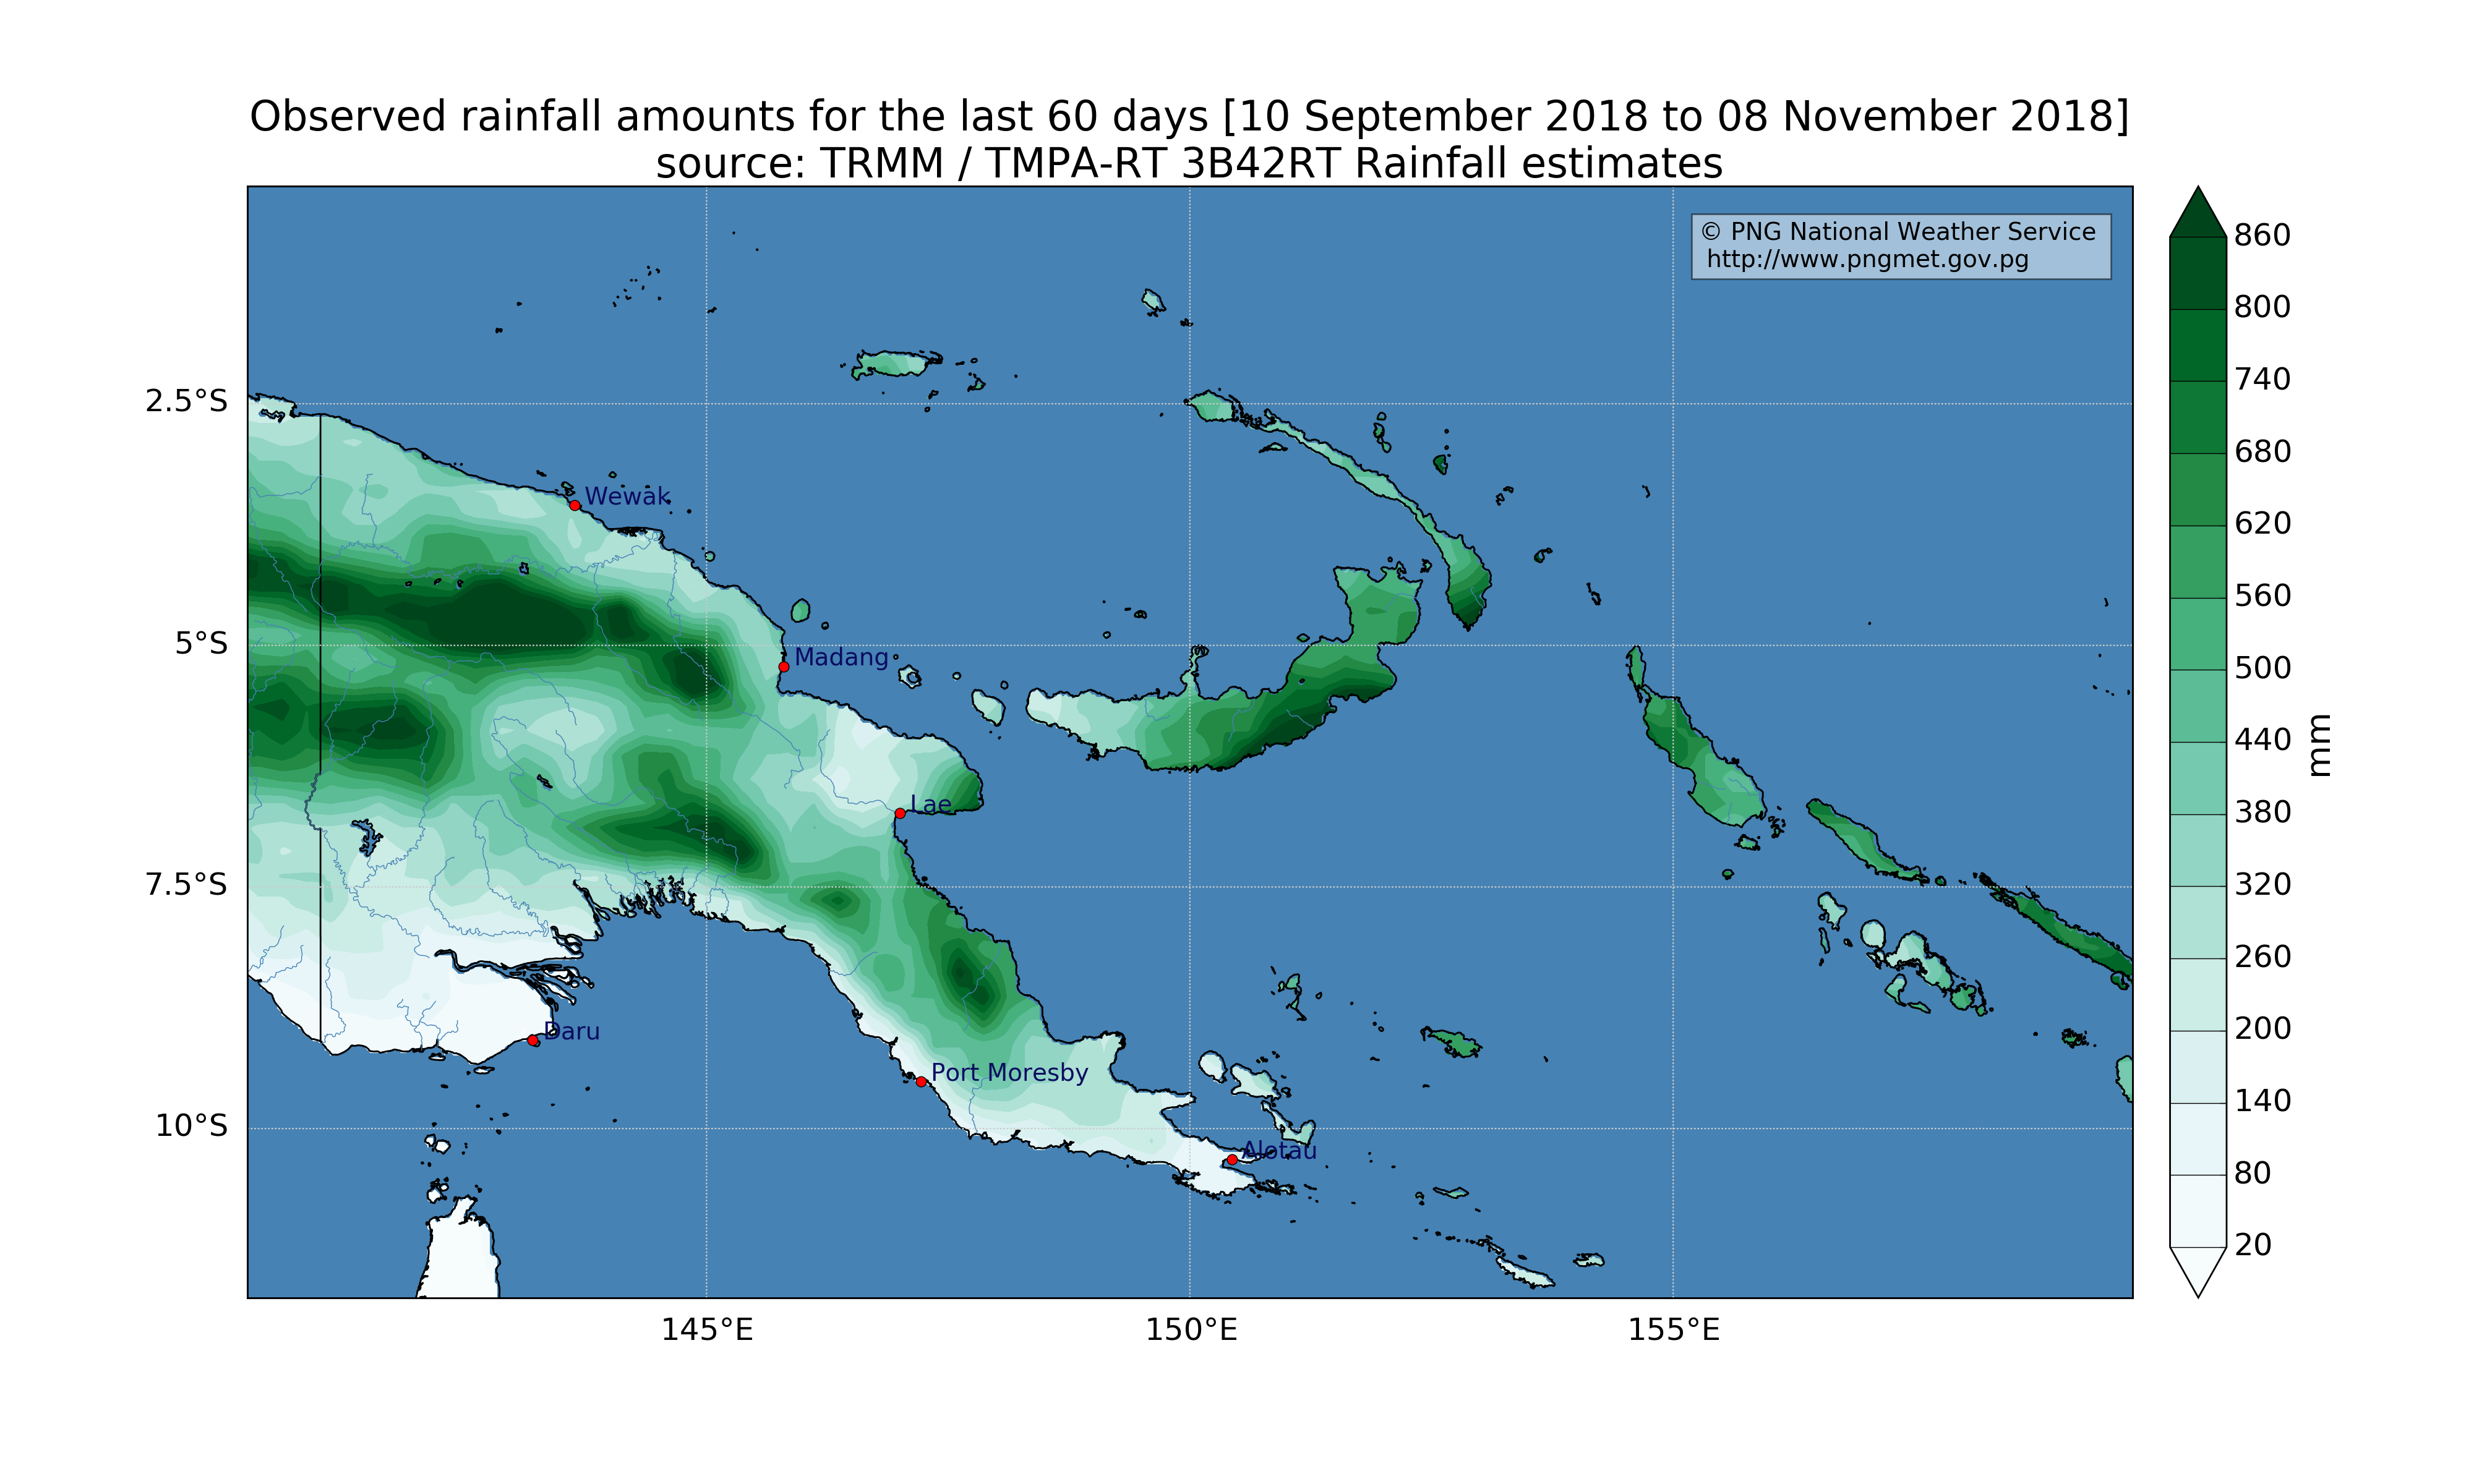 Observed rainfall amounts for the last 60 days [10 September 2018 to 08 November 2018]
source: TRMM / TMPA-RT 3B42RT Rainfall estimates
© PNG National Weather Service
http://www.pngmet.gov.pg
2.5°S
5°S
7.5°S
10°S
Wewak
Madang
Lae
Daru
Port Moresby
Alotau
145°E
150°E
155°E
860
800
740
680
620
560
500
440
380
320
260
200
140
80
20
mm